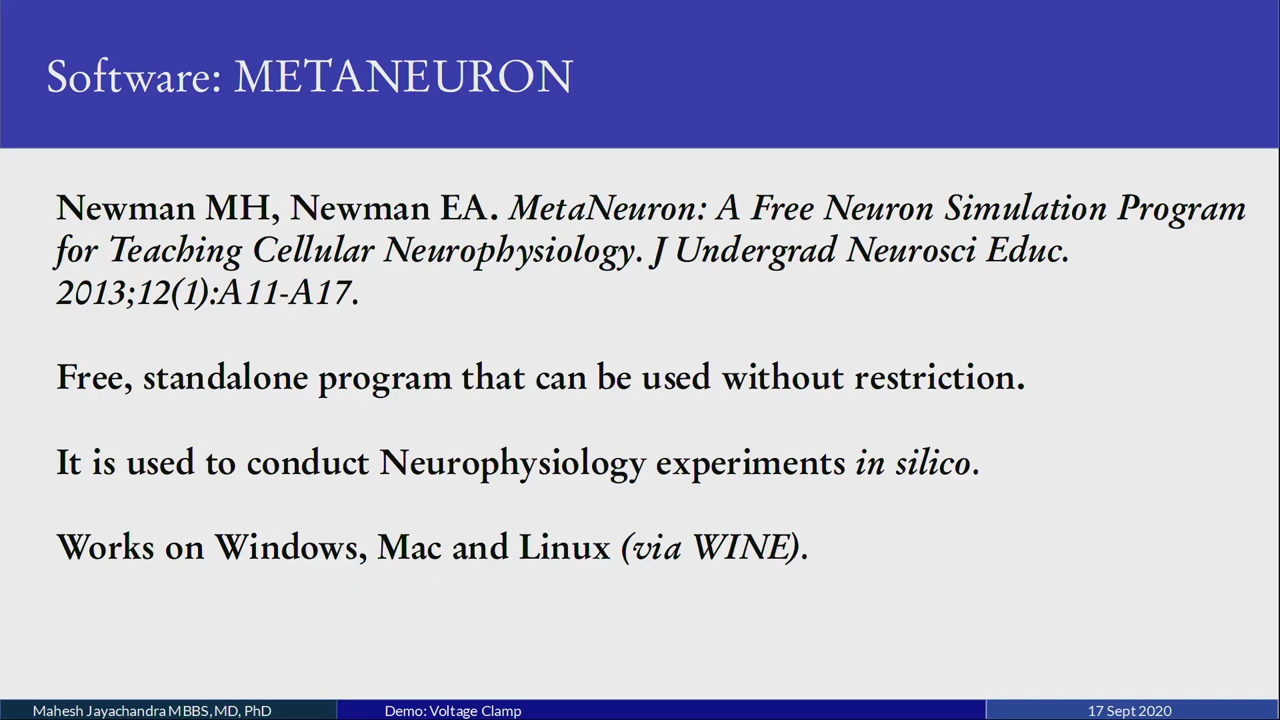 Software: METANEURON
Newman MH, Newman EA. MetaNeuron: A Free Neuron Simulation Program
for Teaching Cellular Neurophysiology. J Undergrad Neurosci Educ.
2013;12(1):A11-A17.
Free, standalone program that can be used without restriction.
It is used to conduct Neurophysiology experiments in silico.
Works on Windows, Mac and Linux (via WINE).
Mahesh Jayachandra MBBS, MD, PhD
Demo: Voltage Clamp
17 Sept 2020